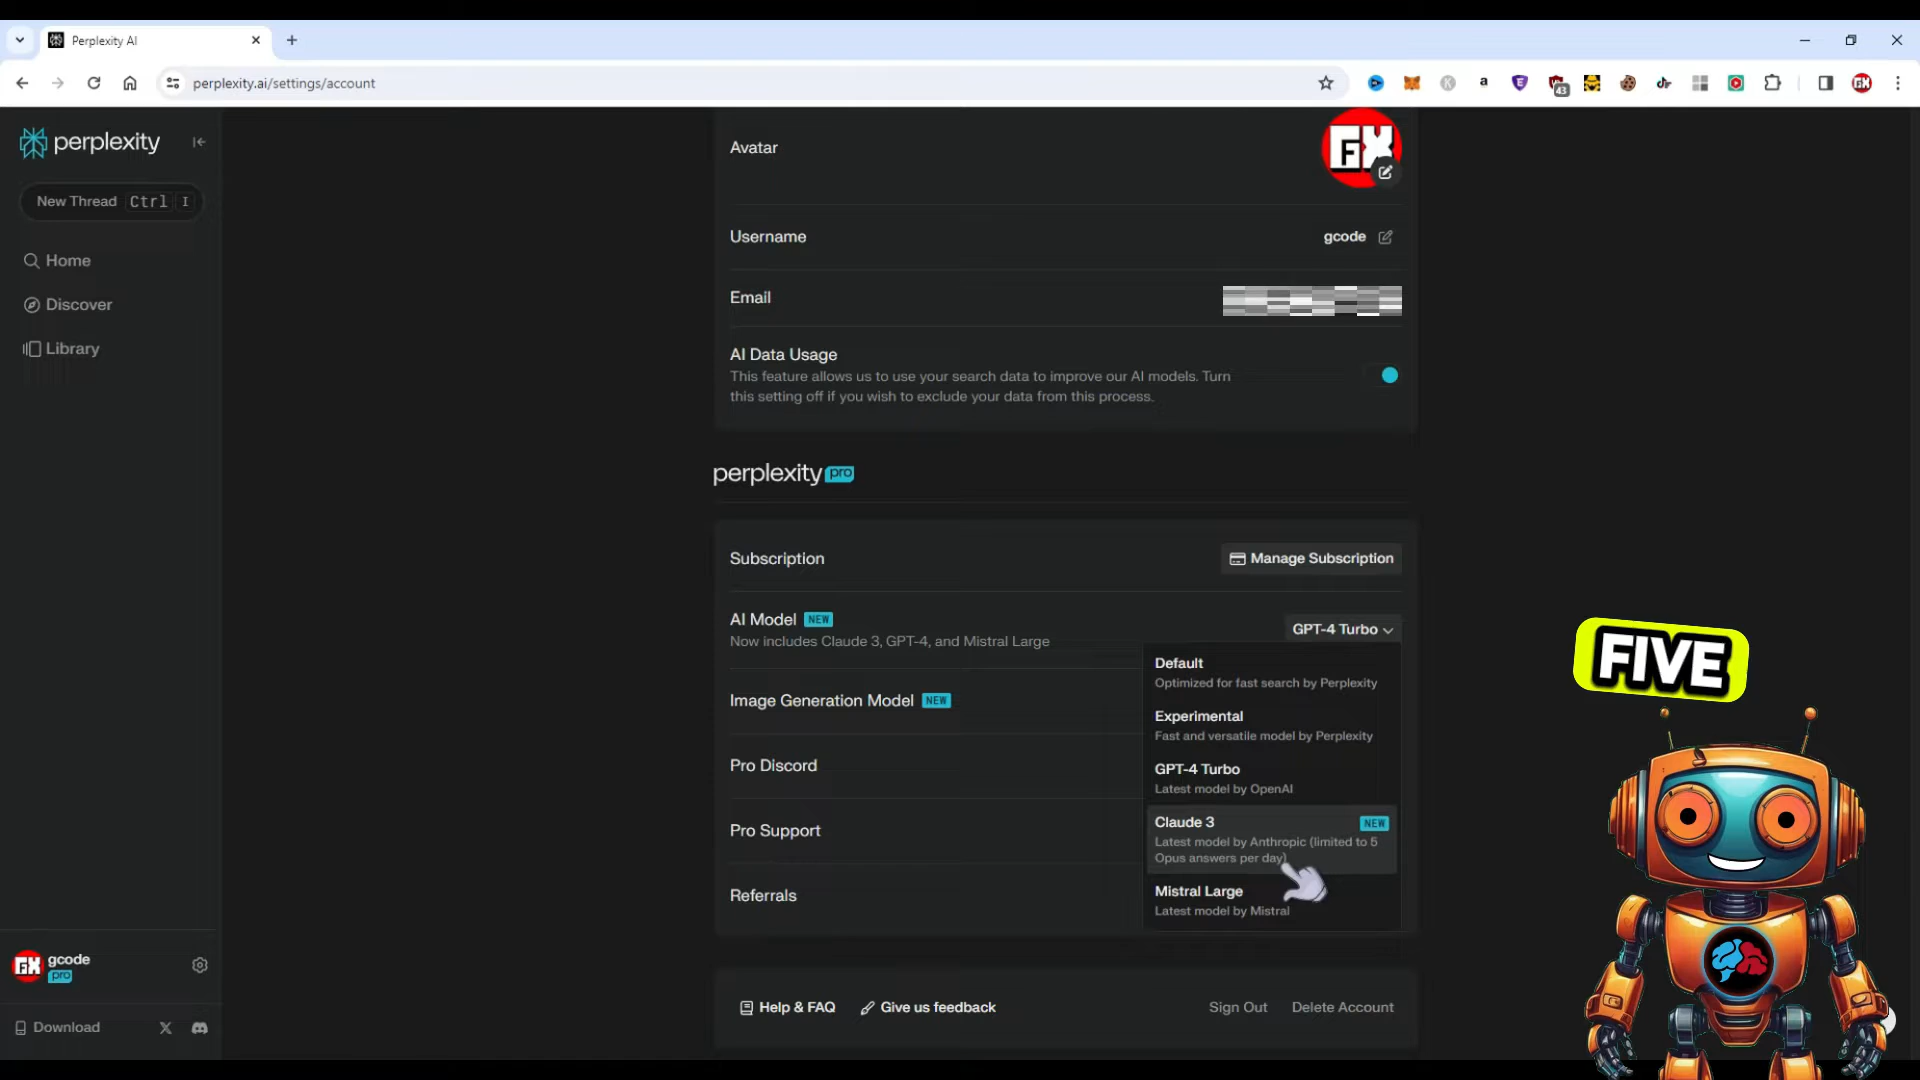 Perplexity AI
perplexity.ai/settings/account
43
perplexity
New Thread Ctrl I
Home
Discover
Library
Avatar
FX
Username
gcode
Email
AI Data Usage
This feature allows us to use your search data to improve our AI models. Turn
this setting off if you wish to exclude your data from this process.
perplexity pro
Subscription
Manage Subscription
AI Model NEW
Now includes Claude 3, GPT-4, and Mistral Large
GPT-4 Turbo
Default
Optimized for fast search by Perplexity
Experimental
Fast and versatile model by Perplexity
GPT-4 Turbo
Latest model by OpenAI
Claude 3 NEW
Latest model by Anthropic (limited to 5
Opus answers per day)
Mistral Large
Latest model by Mistral
Image Generation Model NEW
Pro Discord
Pro Support
Referrals
FIVE
FX
gcode
pro
Download
Help & FAQ
Give us feedback
Sign Out
Delete Account